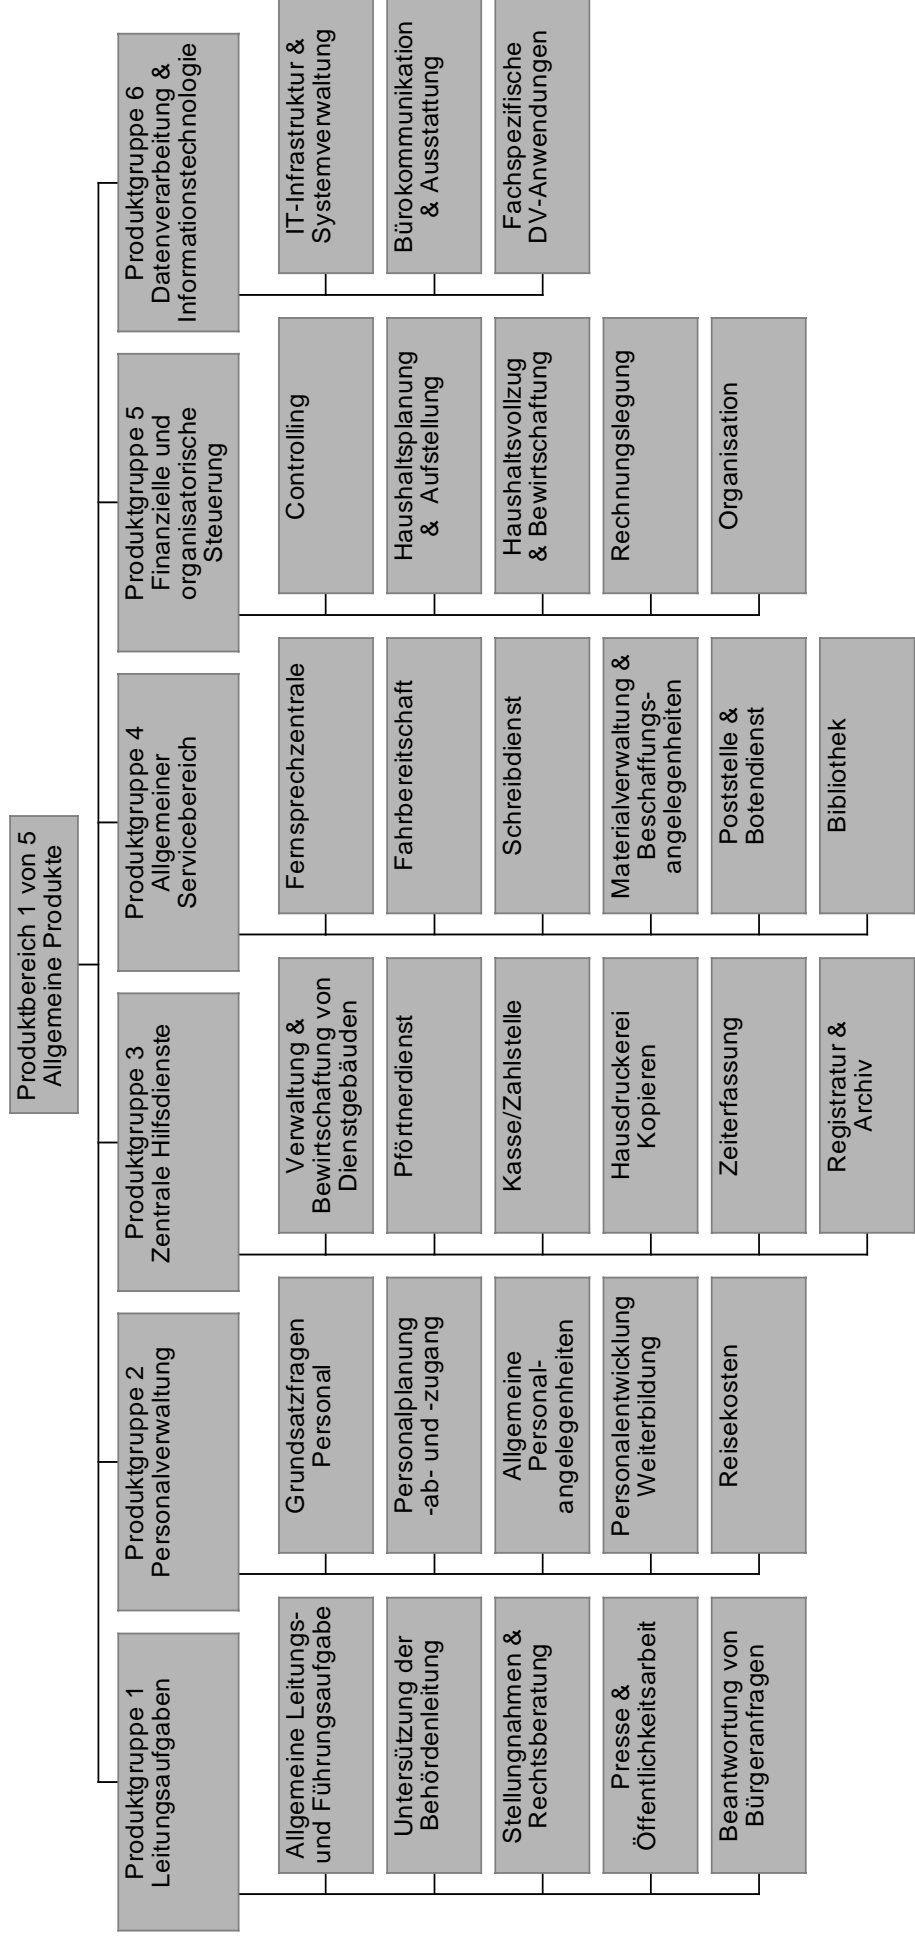 Produktbereich 1 von 5
Allgemeine Produkte
Produktgruppe 1
Leitungsaufgaben
Allgemeine Leitungs-
und Führungsaufgabe
Untersützung der
Behördenleitung
Stellungnahmen &
Rechtsberatung
Presse &
Öffentlichkeitsarbeit
Beantwortung von
Bürgeranfragen
Produktgruppe 2
Personalverwaltung
Grundsatzfragen
Personal
Personalplanung
-ab- und -zugang
Allgemeine
Personal-
angelegenheiten
Personalentwicklung
Weiterbildung
Reisekosten
Produktgruppe 3
Zentrale Hilfsdienste
Verwaltung &
Bewirtschaftung von
Dienstgebäuden
Pförtnerdienst
Kasse/Zahlstelle
Hausdruckerei
Kopieren
Zeiterfassung
Registratur &
Archiv
Produktgruppe 4
Allgemeiner
Servicebereich
Fernsprechzentrale
Fahrbereitschaft
Schreibdienst
Materialverwaltung &
Beschaffungs-
angelegenheiten
Poststelle &
Botendienst
Bibliothek
Produktgruppe 5
Finanzielle und
organisatorische
Steuerung
Controlling
Haushaltsplanung
& Aufstellung
Haushaltsvollzug
& Bewirtschaftung
Rechnungslegung
Organisation
Produktgruppe 6
Datenverarbeitung &
Informationstechnologie
IT-Infrastruktur &
Systemverwaltung
Bürokommunikation
& Ausstattung
Fachspezifische
DV-Anwendungen